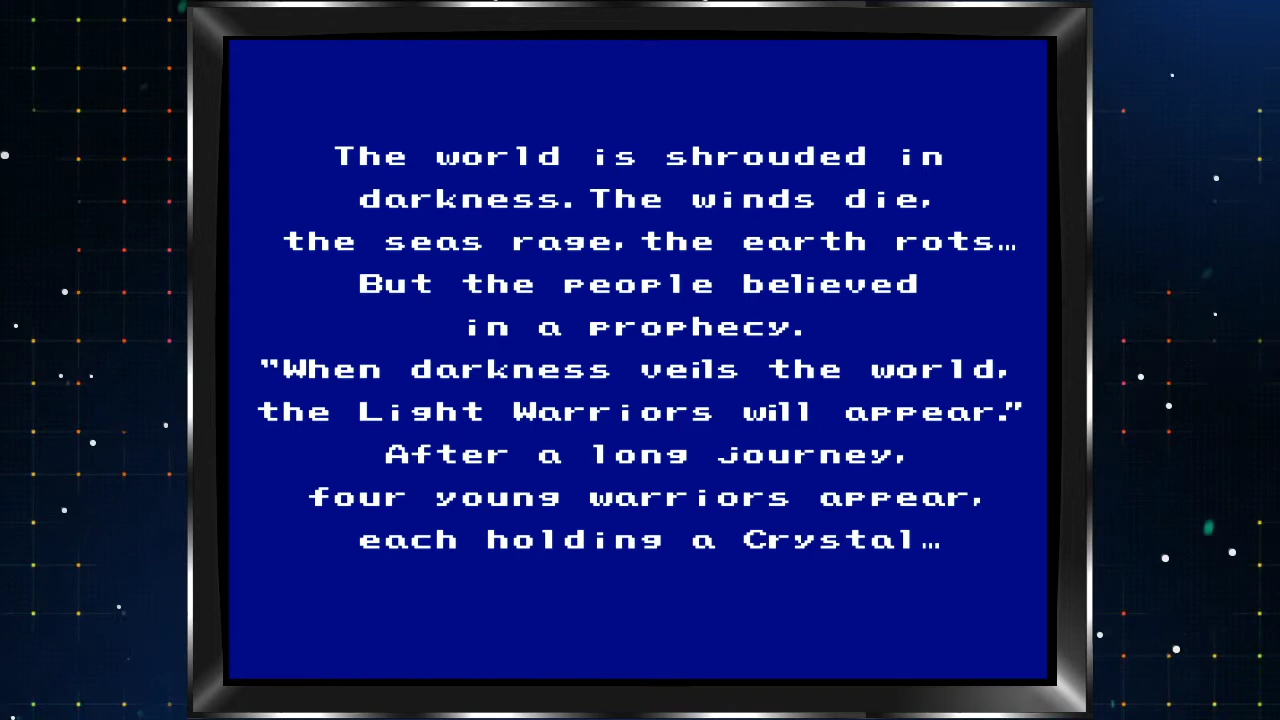 The world is shrouded in
darkness. The winds die,
the seas rage, the earth rots…
But the people believed
in a prophecy.
"When darkness veils the world,
the Light Warriors will appear."
After a long journey,
four young warriors appear,
each holding a Crystal…